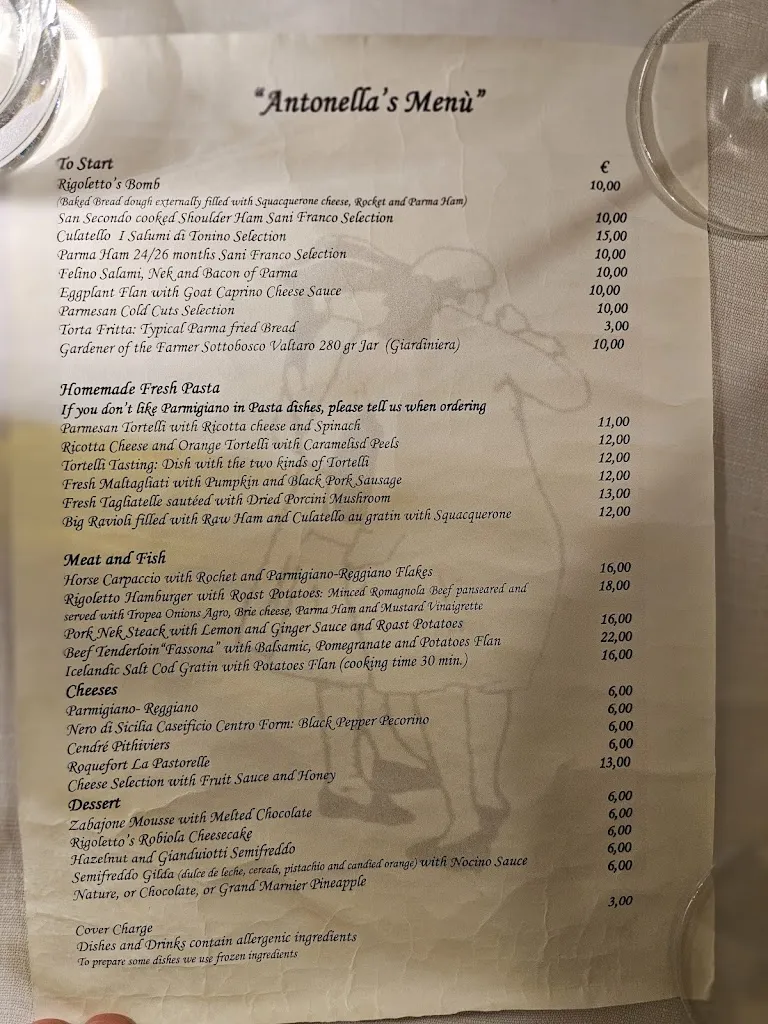 “Antonella’s Menù”
To Start €
Rigoletto’s Bomb 10,00
(Baked Bread dough externally filled with Squacquerone cheese, Rocket and Parma Ham)
San Secondo cooked Shoulder Ham Sani Franco Selection 10,00
Culatello I Salumi di Tonino Selection 15,00
Parma Ham 24/26 months Sani Franco Selection 10,00
Felino Salami, Nek and Bacon of Parma 10,00
Eggplant Flan with Goat Caprino Cheese Sauce 10,00
Parmesan Cold Cuts Selection 10,00
Torta Fritta: Typical Parma fried Bread 3,00
Gardener of the Farmer Sottobosco Valtaro 280 gr Jar (Giardiniera) 10,00
Homemade Fresh Pasta
If you don’t like Parmigiano in Pasta dishes, please tell us when ordering
Parmesan Tortelli with Ricotta cheese and Spinach 11,00
Ricotta Cheese and Orange Tortelli with Caramelisd Peels 12,00
Tortelli Tasting: Dish with the two kinds of Tortelli 12,00
Fresh Maltagliati with Pumpkin and Black Pork Sausage 12,00
Fresh Tagliatelle sautéed with Dried Porcini Mushroom 13,00
Big Ravioli filled with Raw Ham and Culatello au gratin with Squacquerone 12,00
Meat and Fish
Horse Carpaccio with Rochet and Parmigiano-Reggiano Flakes 16,00
Rigoletto Hamburger with Roast Potatoes: Minced Romagnola Beef panseared and 18,00
served with Tropea Onions Agro, Brie cheese, Parma Ham and Mustard Vinaigrette
Pork Nek Steack with Lemon and Ginger Sauce and Roast Potatoes 16,00
Beef Tenderloin“Fassona” with Balsamic, Pomegranate and Potatoes Flan 22,00
Icelandic Salt Cod Gratin with Potatoes Flan (cooking time 30 min.) 16,00
Cheeses
Parmigiano- Reggiano 6,00
Nero di Sicilia Caseificio Centro Form: Black Pepper Pecorino 6,00
Cendré Pithiviers 6,00
Roquefort La Pastorelle 6,00
Cheese Selection with Fruit Sauce and Honey 13,00
Dessert
Zabajone Mousse with Melted Chocolate 6,00
Rigoletto’s Robiola Cheesecake 6,00
Hazelnut and Gianduiotti Semifreddo 6,00
Semifreddo Gilda (dulce de leche, cereals, pistachio and candied orange) with Nocino Sauce 6,00
Nature, or Chocolate, or Grand Marnier Pineapple 6,00
Cover Charge 3,00
Dishes and Drinks contain allergenic ingredients
To prepare some dishes we use frozen ingredients